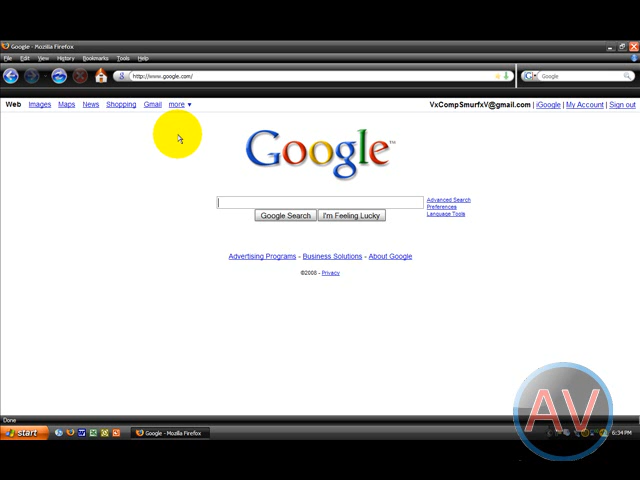 Google - Mozilla Firefox
File Edit View History Bookmarks Tools Help
http://www.google.com/
Google
Web Images Maps News Shopping Gmail more ▼
VxCompSmurfxV@gmail.com | iGoogle | My Account | Sign out
Google™
Advanced Search
Preferences
Language Tools
Google Search I'm Feeling Lucky
Advertising Programs - Business Solutions - About Google
©2008 - Privacy
Done
start
Google - Mozilla Firefox
6:34 PM
AV